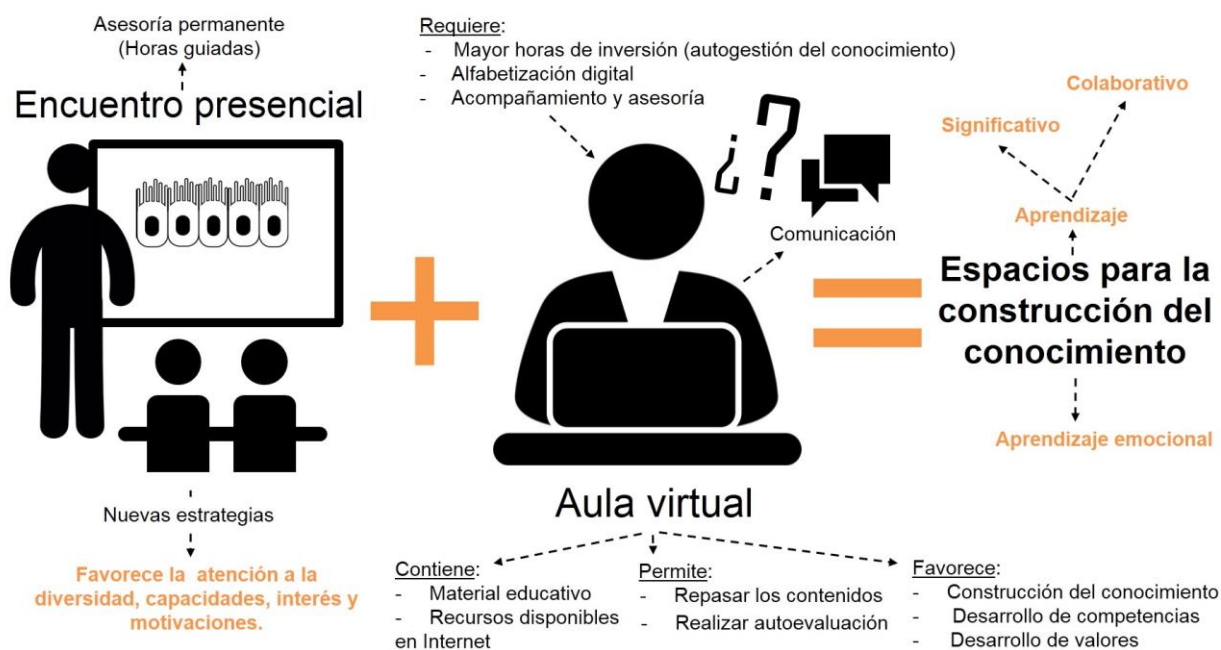 Asesoría permanente
(Horas guiadas)
Encuentro presencial
Nuevas estrategias
Favorece la atención a la
diversidad, capacidades, interés y
motivaciones.
Requiere:
- Mayor horas de inversión (autogestión del conocimiento)
- Alfabetización digital
- Acompañamiento y asesoría
¿?
Comunicación
Aula virtual
Contiene:
- Material educativo
- Recursos disponibles
en Internet
Permite:
- Repasar los contenidos
- Realizar autoevaluación
Favorece:
- Construcción del conocimiento
- Desarrollo de competencias
- Desarrollo de valores
Colaborativo
Significativo
Aprendizaje
Espacios para la
construcción del
conocimiento
Aprendizaje emocional